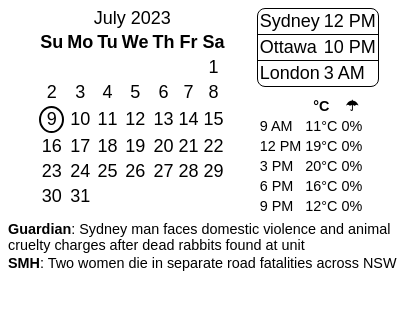 July 2023
Su Mo Tu We Th Fr Sa
1
2 3 4 5 6 7 8
9 10 11 12 13 14 15
16 17 18 19 20 21 22
23 24 25 26 27 28 29
30 31
Sydney 12 PM
Ottawa 10 PM
London 3 AM
°C ☂
9 AM 11°C 0%
12 PM 19°C 0%
3 PM 20°C 0%
6 PM 16°C 0%
9 PM 12°C 0%
Guardian: Sydney man faces domestic violence and animal
cruelty charges after dead rabbits found at unit
SMH: Two women die in separate road fatalities across NSW